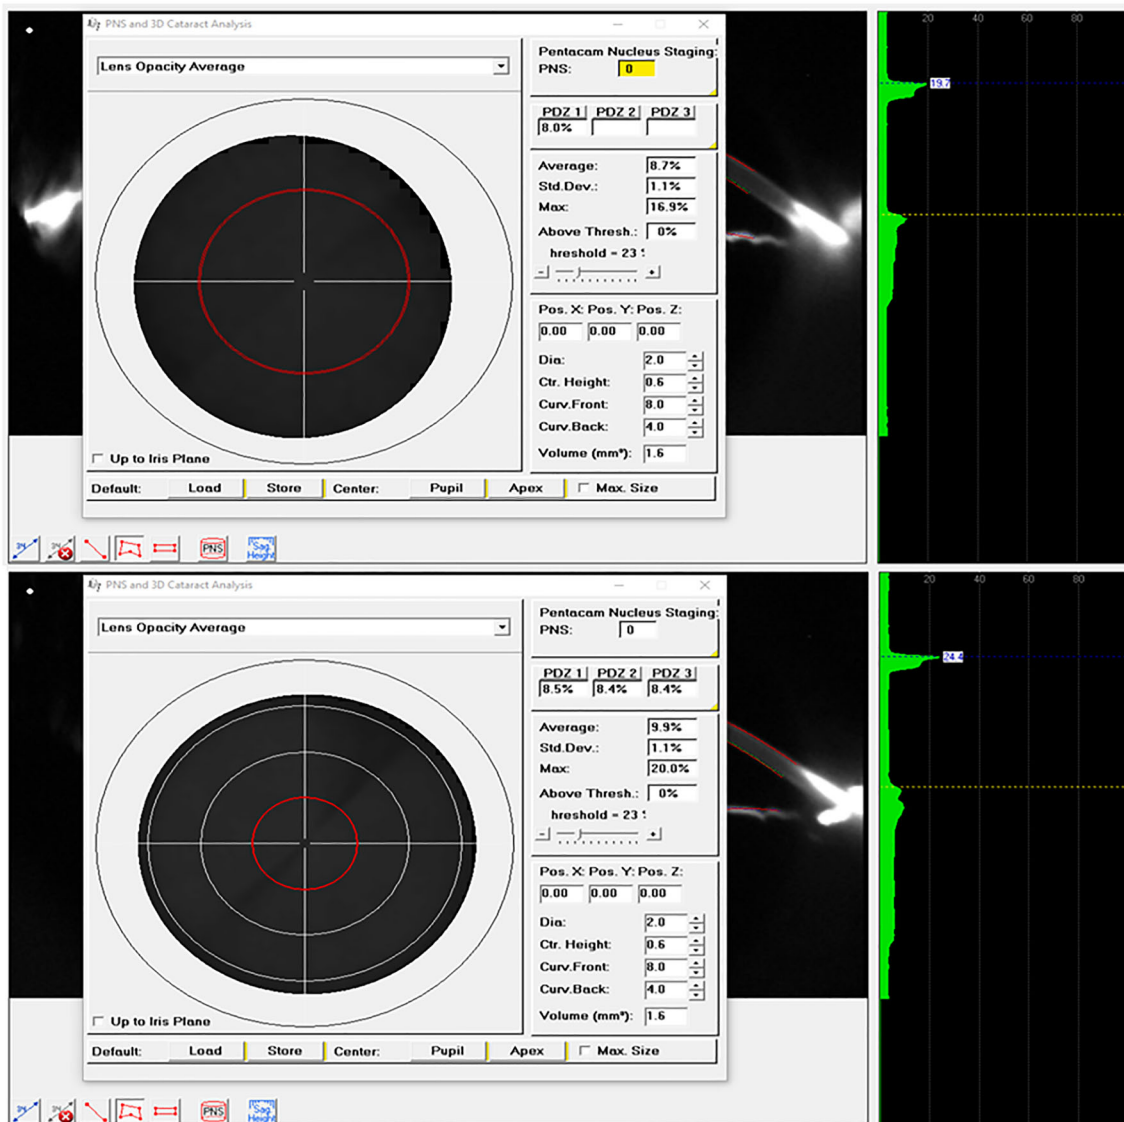 PNS and 3D Cataract Analysis
Lens Opacity Average
Pentacam Nucleus Staging:
PNS: 0
PDZ 1 PDZ 2 PDZ 3
8.0%
Average: 8.7%
Std.Dev.: 1.1%
Max: 16.9%
Above Thresh.: 0%
hreshold = 23
Pos. X: Pos. Y: Pos. Z:
0.00 0.00 0.00
Dia: 2.0
Ctr. Height: 0.6
Curv.Front: 8.0
Curv.Back: 4.0
Volume (mm³): 1.6
Up to Iris Plane
Default: Load Store Center: Pupil Apex Max. Size
PNS
Sag. Height
20 40 60 80
19.7
PNS and 3D Cataract Analysis
Lens Opacity Average
Pentacam Nucleus Staging:
PNS: 0
PDZ 1 PDZ 2 PDZ 3
8.5% 8.4% 8.4%
Average: 9.9%
Std.Dev.: 1.1%
Max: 20.0%
Above Thresh.: 0%
hreshold = 23
Pos. X: Pos. Y: Pos. Z:
0.00 0.00 0.00
Dia: 2.0
Ctr. Height: 0.6
Curv.Front: 8.0
Curv.Back: 4.0
Volume (mm³): 1.6
Up to Iris Plane
Default: Load Store Center: Pupil Apex Max. Size
PNS
Sag. Height
20 40 60 80
24.4